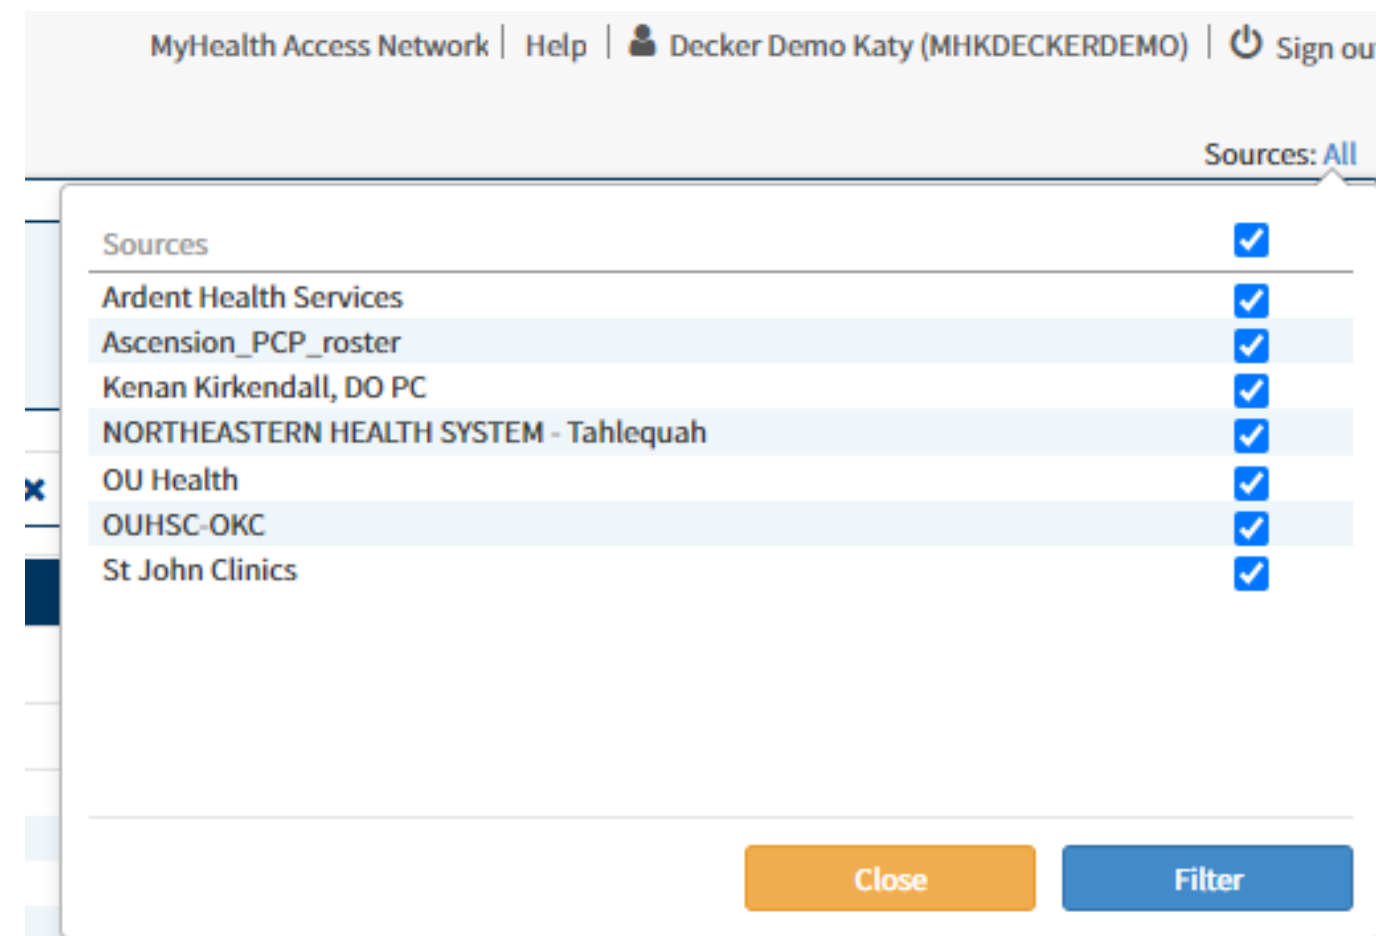 MyHealth Access Network | Help | Decker Demo Katy (MHKDECKERDEMO) | Sign ou
Sources: All
Sources
Ardent Health Services
Ascension_PCP_roster
Kenan Kirkendall, DO PC
NORTHEASTERN HEALTH SYSTEM - Tahlequah
OU Health
OUHSC-OKC
St John Clinics
Close Filter